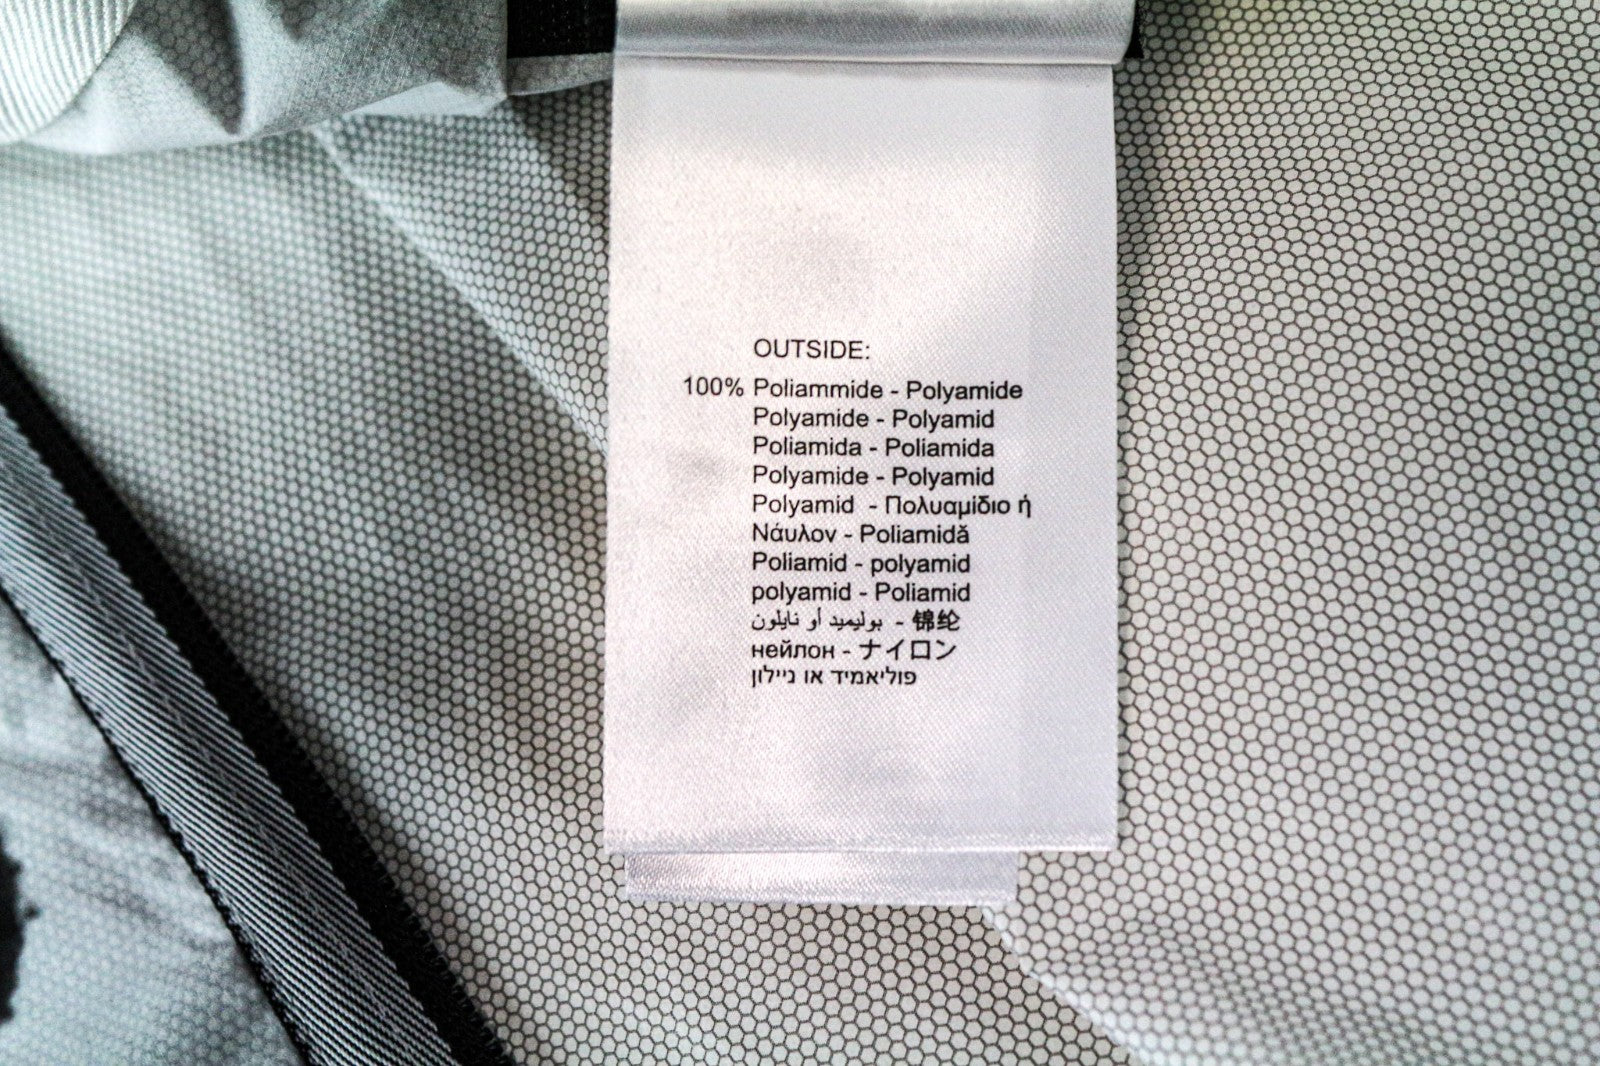 OUTSIDE:
100% Poliammide - Polyamide
Polyamide - Polyamid
Poliamida - Poliamida
Polyamide - Polyamid
Polyamid - Πολυαμίδιο ή
Νάυλον - Poliamidă
Poliamid - polyamid
polyamid - Poliamid
بوليميد أو نايلون - 锦纶
нейлон - ナイロン
פוליאמיד או ניילון